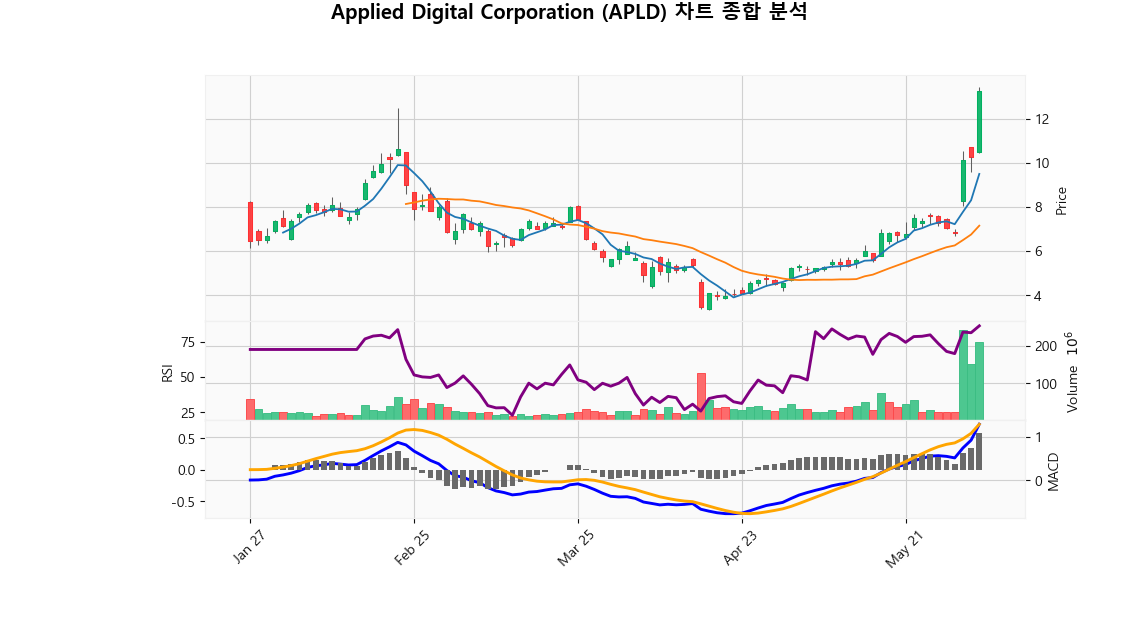 Applied Digital Corporation (APLD) 차트 종합 분석
12
10
8
6
4
Price
75
50
25
RSI
200
100
Volume 10⁶
0.5
0.0
-0.5
1
0
MACD
Jan 27
Feb 25
Mar 25
Apr 23
May 21